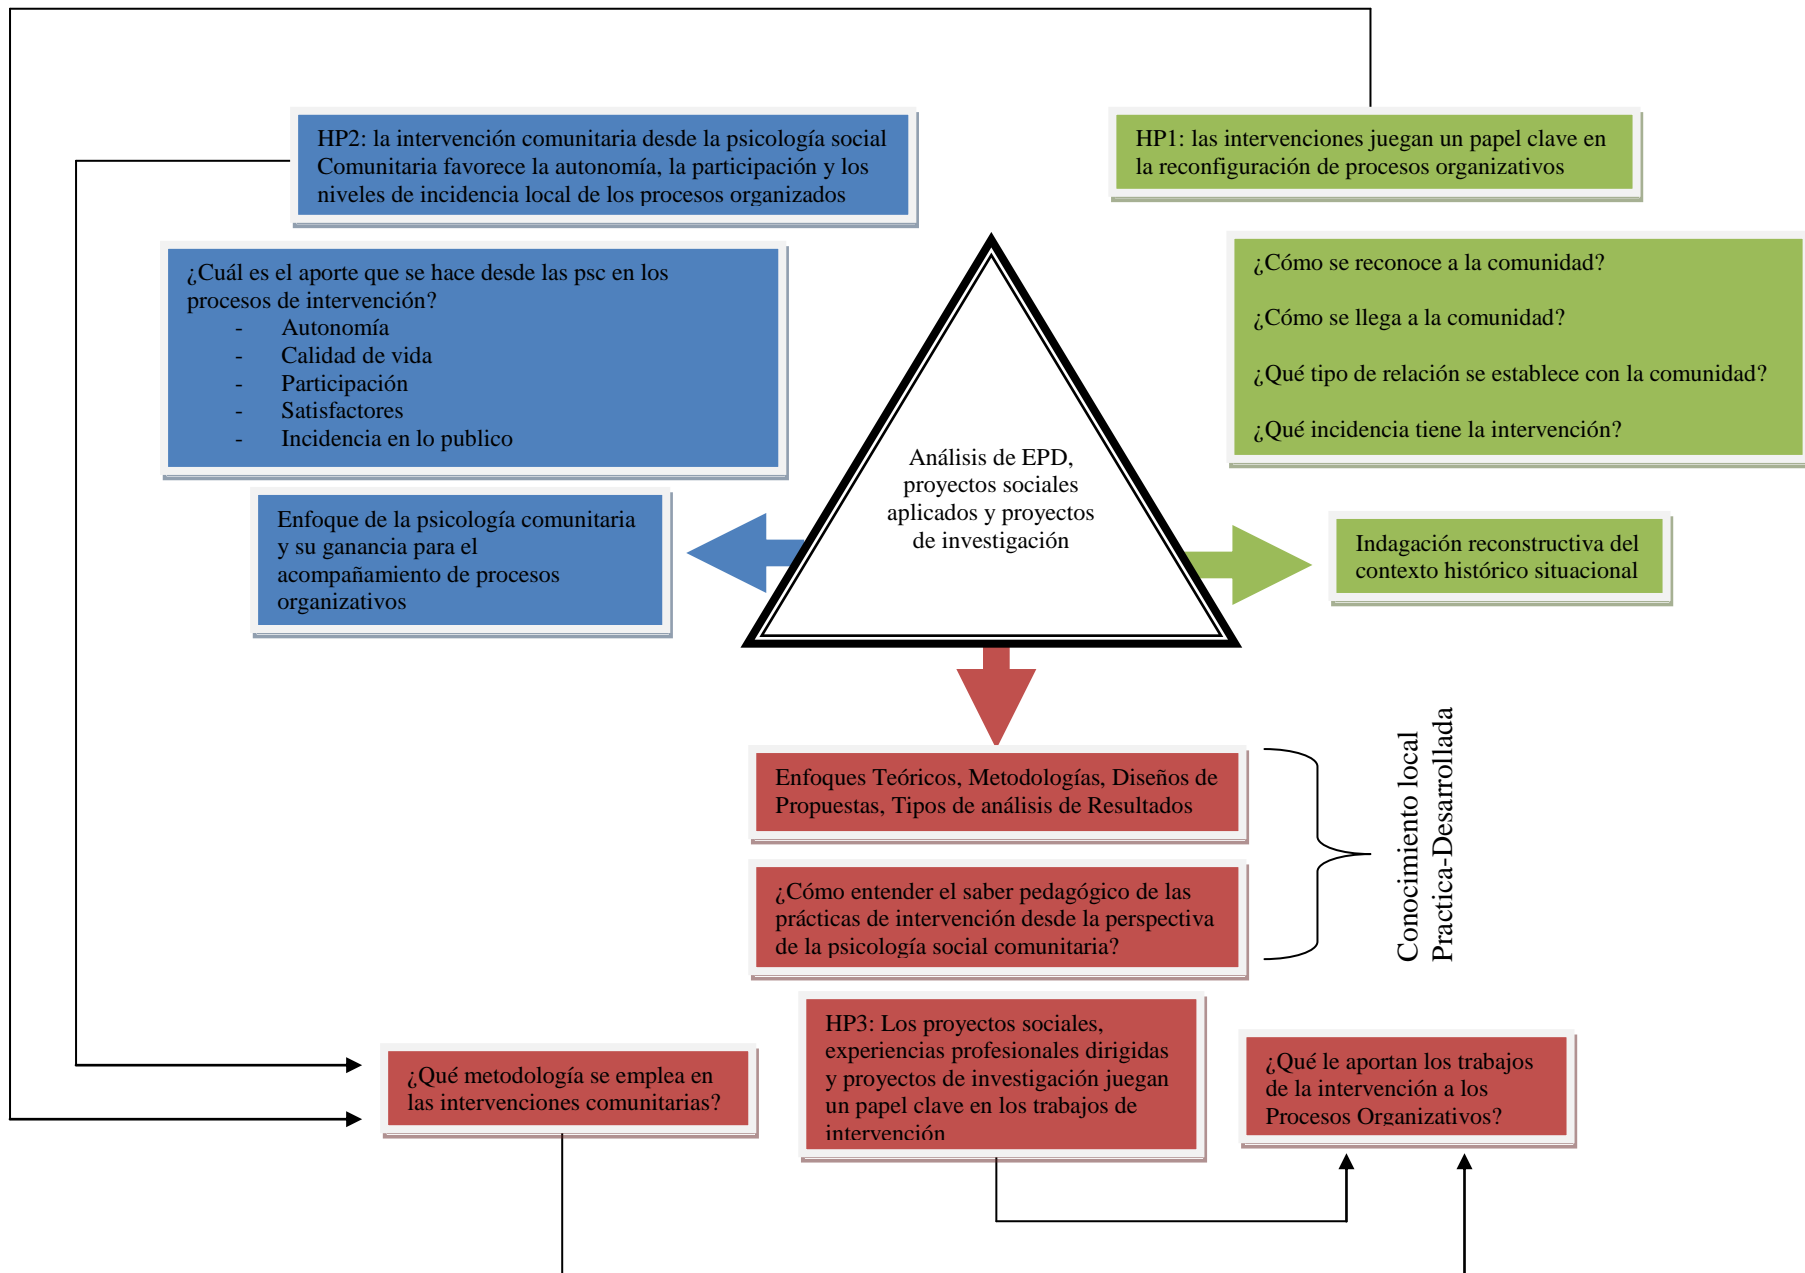 HP2: la intervención comunitaria desde la psicología social
Comunitaria favorece la autonomía, la participación y los
niveles de incidencia local de los procesos organizados
HP1: las intervenciones juegan un papel clave en
la reconfiguración de procesos organizativos
¿Cuál es el aporte que se hace desde las psc en los
procesos de intervención?
- Autonomía
- Calidad de vida
- Participación
- Satisfactores
- Incidencia en lo publico
¿Cómo se reconoce a la comunidad?
¿Cómo se llega a la comunidad?
¿Qué tipo de relación se establece con la comunidad?
¿Qué incidencia tiene la intervención?
Análisis de EPD,
proyectos sociales
aplicados y proyectos
de investigación
Enfoque de la psicología comunitaria
y su ganancia para el
acompañamiento de procesos
organizativos
Indagación reconstructiva del
contexto histórico situacional
Enfoques Teóricos, Metodologías, Diseños de
Propuestas, Tipos de análisis de Resultados
¿Cómo entender el saber pedagógico de las
prácticas de intervención desde la perspectiva
de la psicología social comunitaria?
Conocimiento local
Practica-Desarrollada
¿Qué metodología se emplea en
las intervenciones comunitarias?
HP3: Los proyectos sociales,
experiencias profesionales dirigidas
y proyectos de investigación juegan
un papel clave en los trabajos de
intervención
¿Qué le aportan los trabajos
de la intervención a los
Procesos Organizativos?